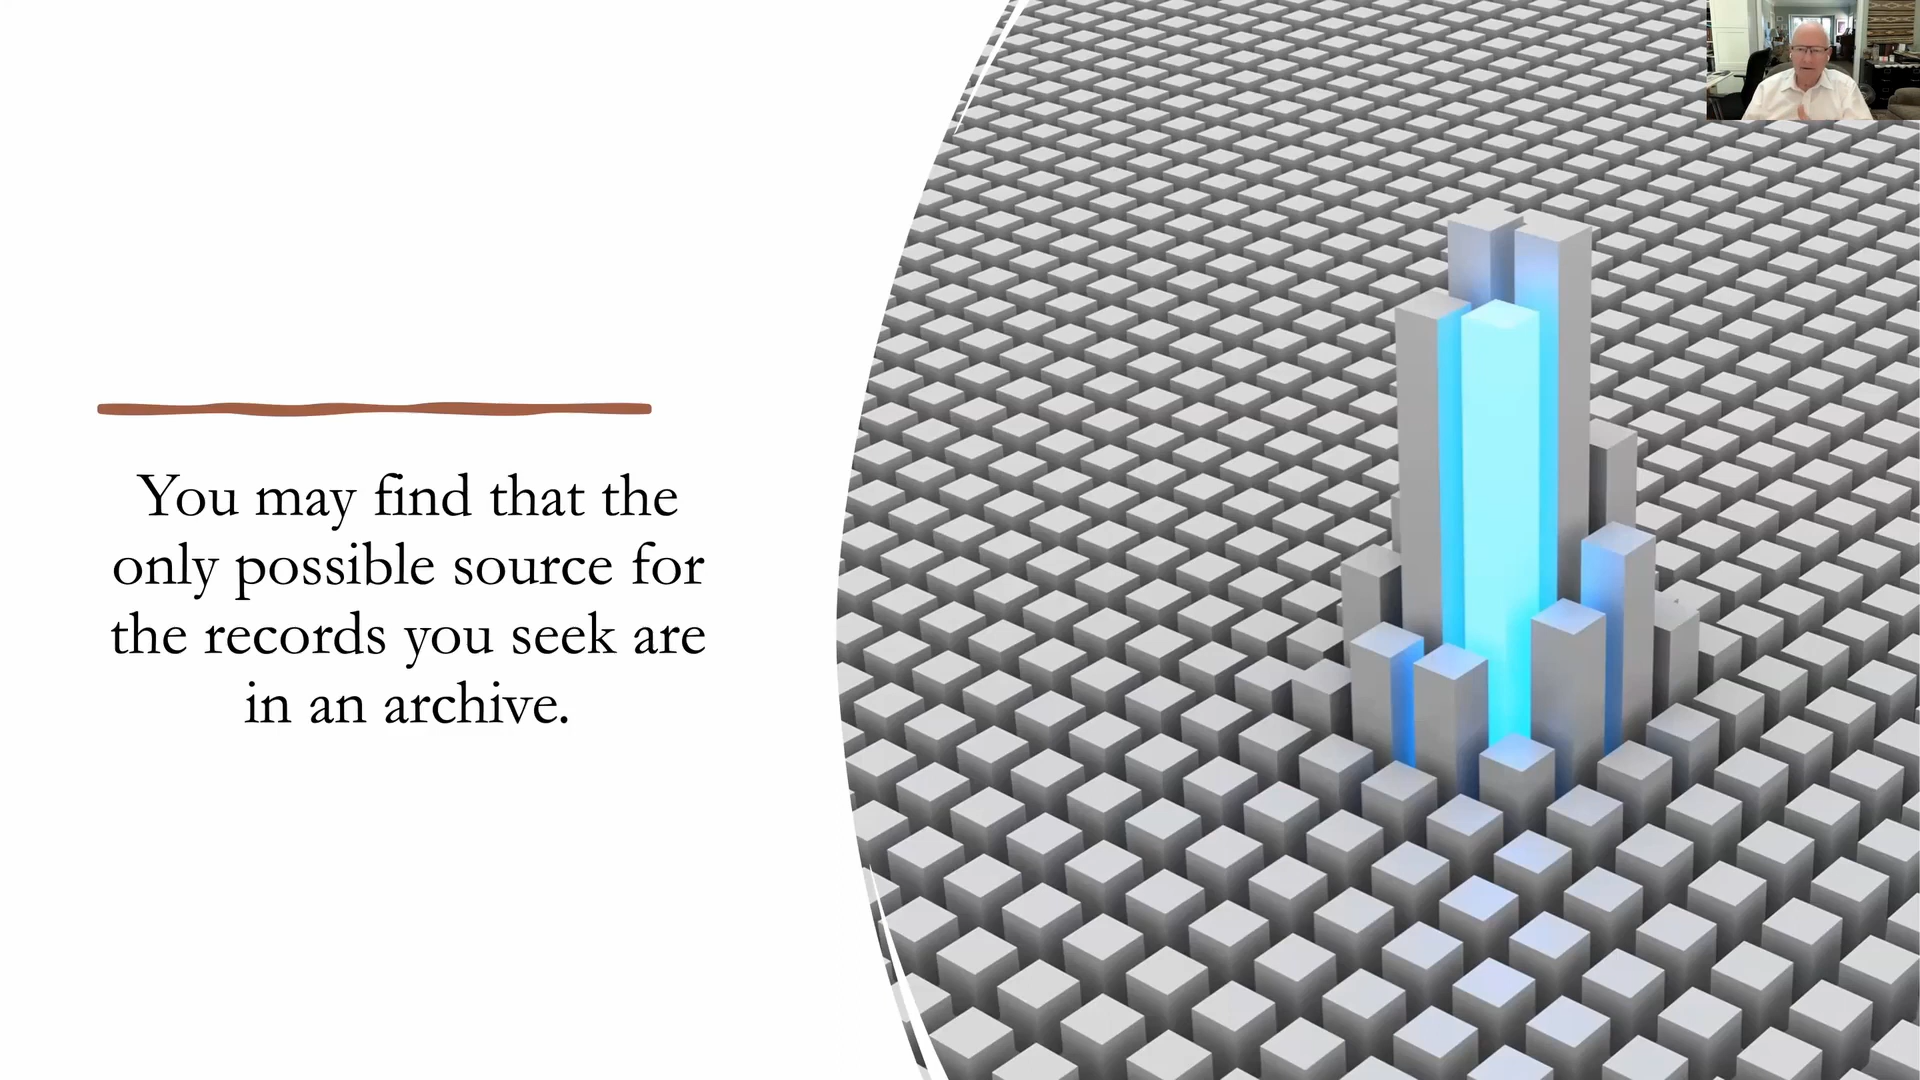 You may find that the
only possible source for
the records you seek are
in an archive.